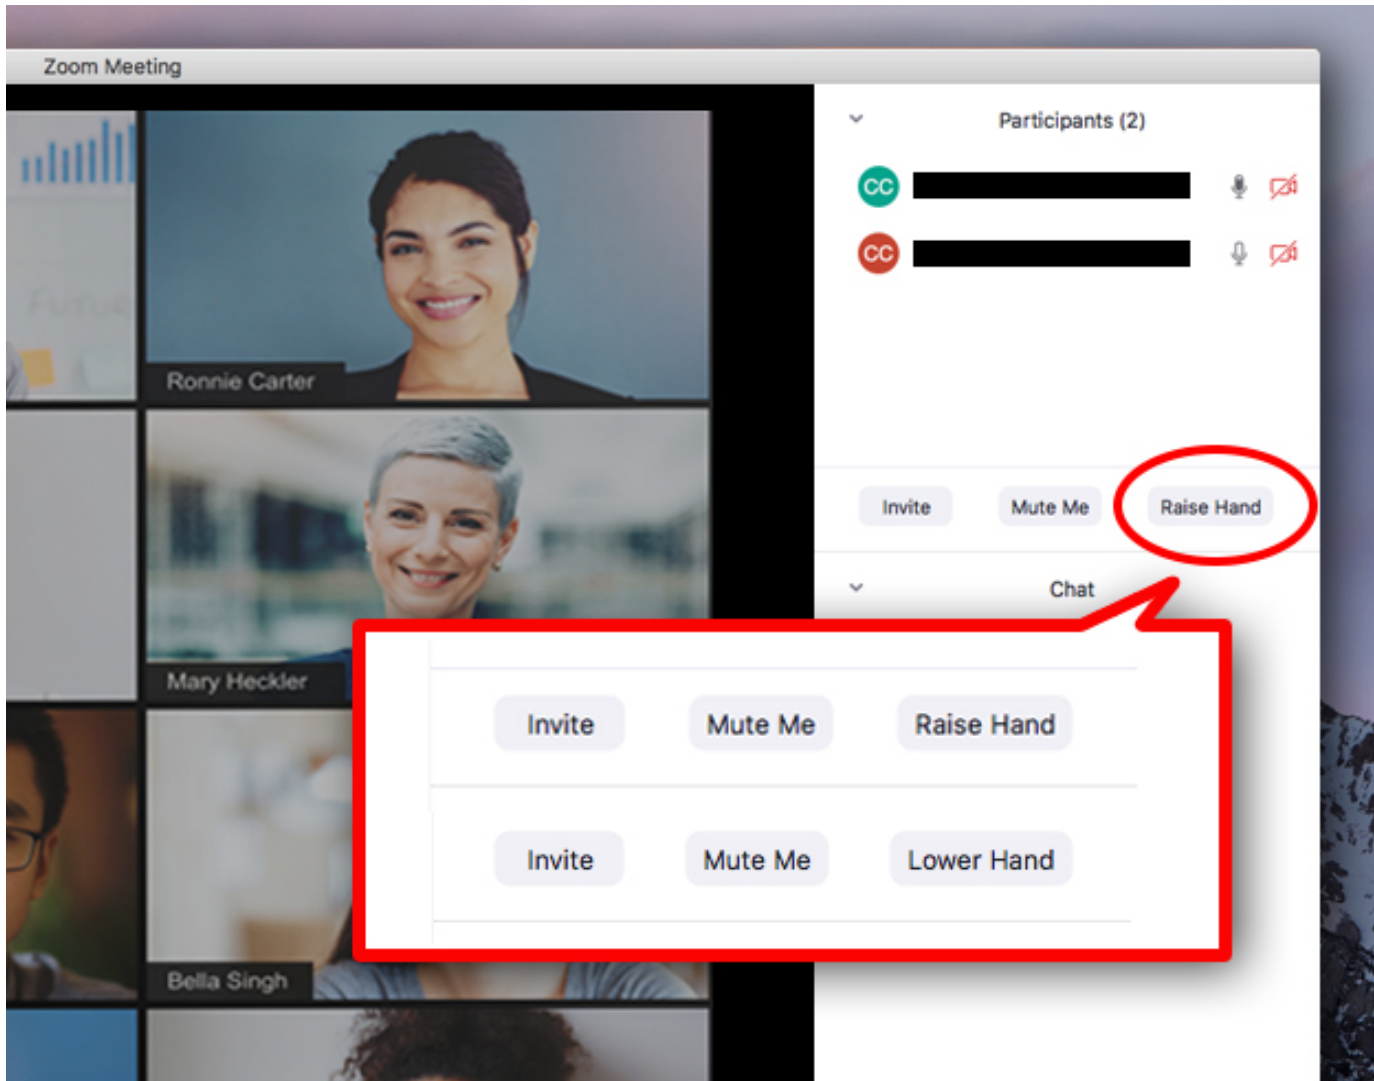 Zoom Meeting
Participants (2)
CC
CC
Future
Ronnie Carter
Invite Mute Me Raise Hand
Chat
Mary Heckler
Invite Mute Me Raise Hand
Invite Mute Me Lower Hand
Bella Singh